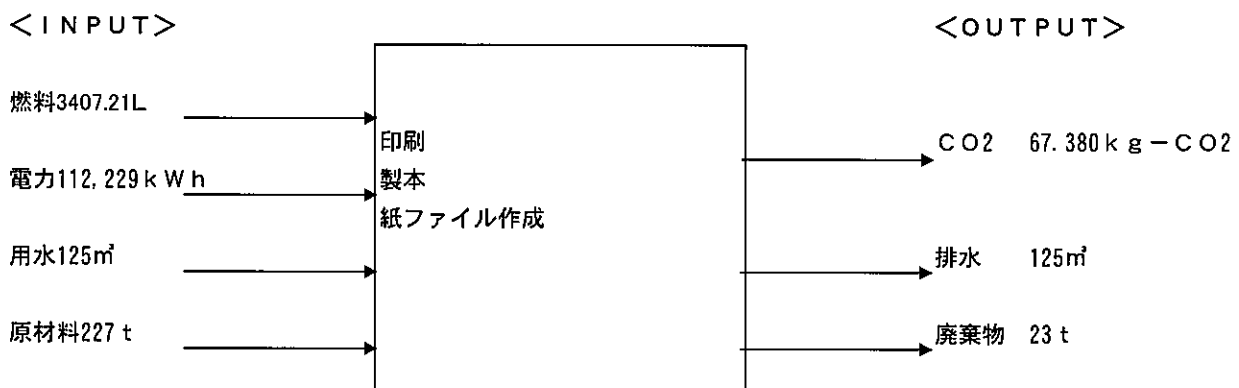 <INPUT>
燃料3407.21L
電力112,229kWh
用水125㎥
原材料227t
印刷
製本
紙ファイル作成
<OUTPUT>
CO2 67.380kg-CO2
排水 125㎥
廃棄物 23t